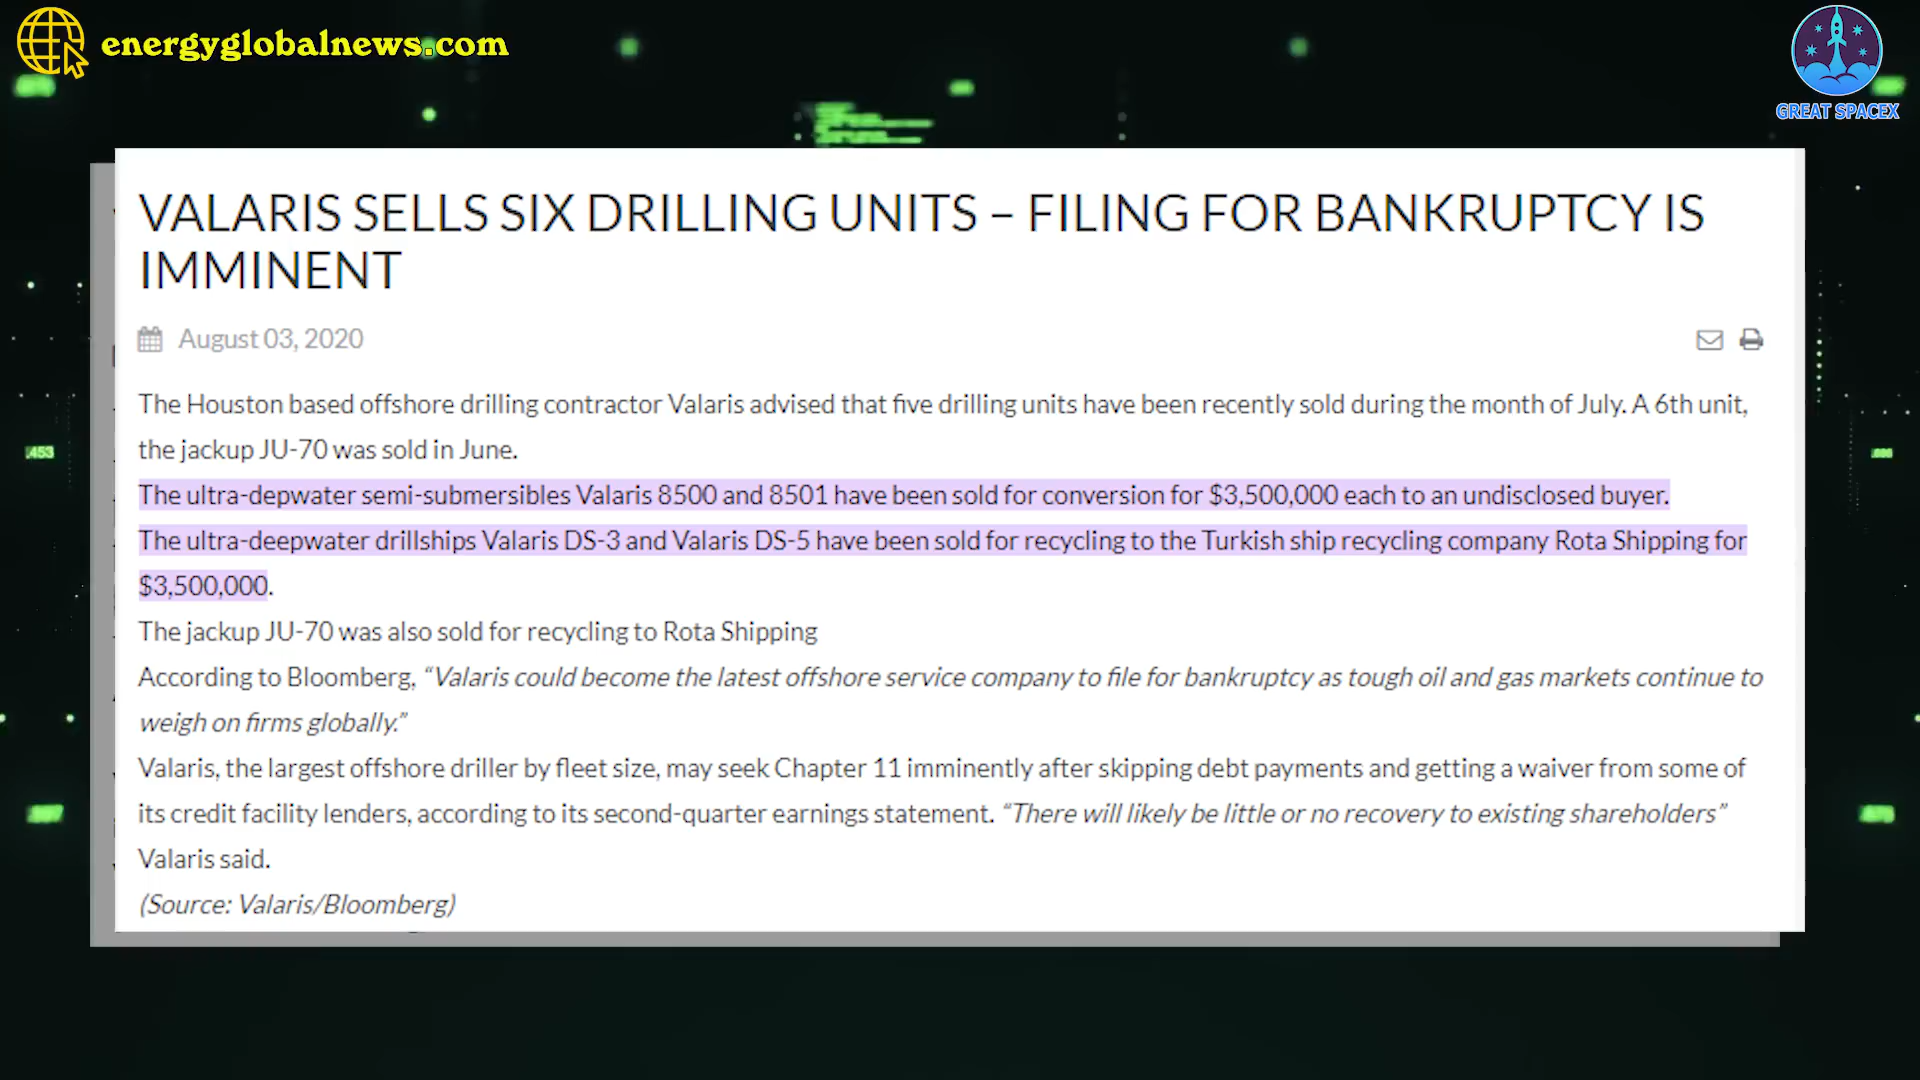 energyglobalnews.com
GREAT SPACEX
VALARIS SELLS SIX DRILLING UNITS – FILING FOR BANKRUPTCY IS
IMMINENT
August 03, 2020
The Houston based offshore drilling contractor Valaris advised that five drilling units have been recently sold during the month of July. A 6th unit,
the jackup JU-70 was sold in June.
The ultra-depwater semi-submersibles Valaris 8500 and 8501 have been sold for conversion for $3,500,000 each to an undisclosed buyer.
The ultra-deepwater drillships Valaris DS-3 and Valaris DS-5 have been sold for recycling to the Turkish ship recycling company Rota Shipping for
$3,500,000.
The jackup JU-70 was also sold for recycling to Rota Shipping
According to Bloomberg, “Valaris could become the latest offshore service company to file for bankruptcy as tough oil and gas markets continue to
weigh on firms globally.”
Valaris, the largest offshore driller by fleet size, may seek Chapter 11 imminently after skipping debt payments and getting a waiver from some of
its credit facility lenders, according to its second-quarter earnings statement. “There will likely be little or no recovery to existing shareholders”
Valaris said.
(Source: Valaris/Bloomberg)
.453